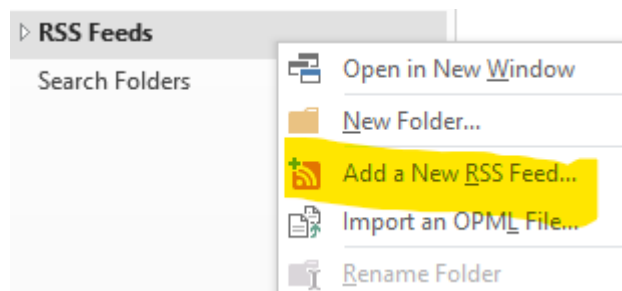 RSS Feeds
Search Folders
Open in New Window
New Folder...
Add a New RSS Feed...
Import an OPML File...
Rename Folder